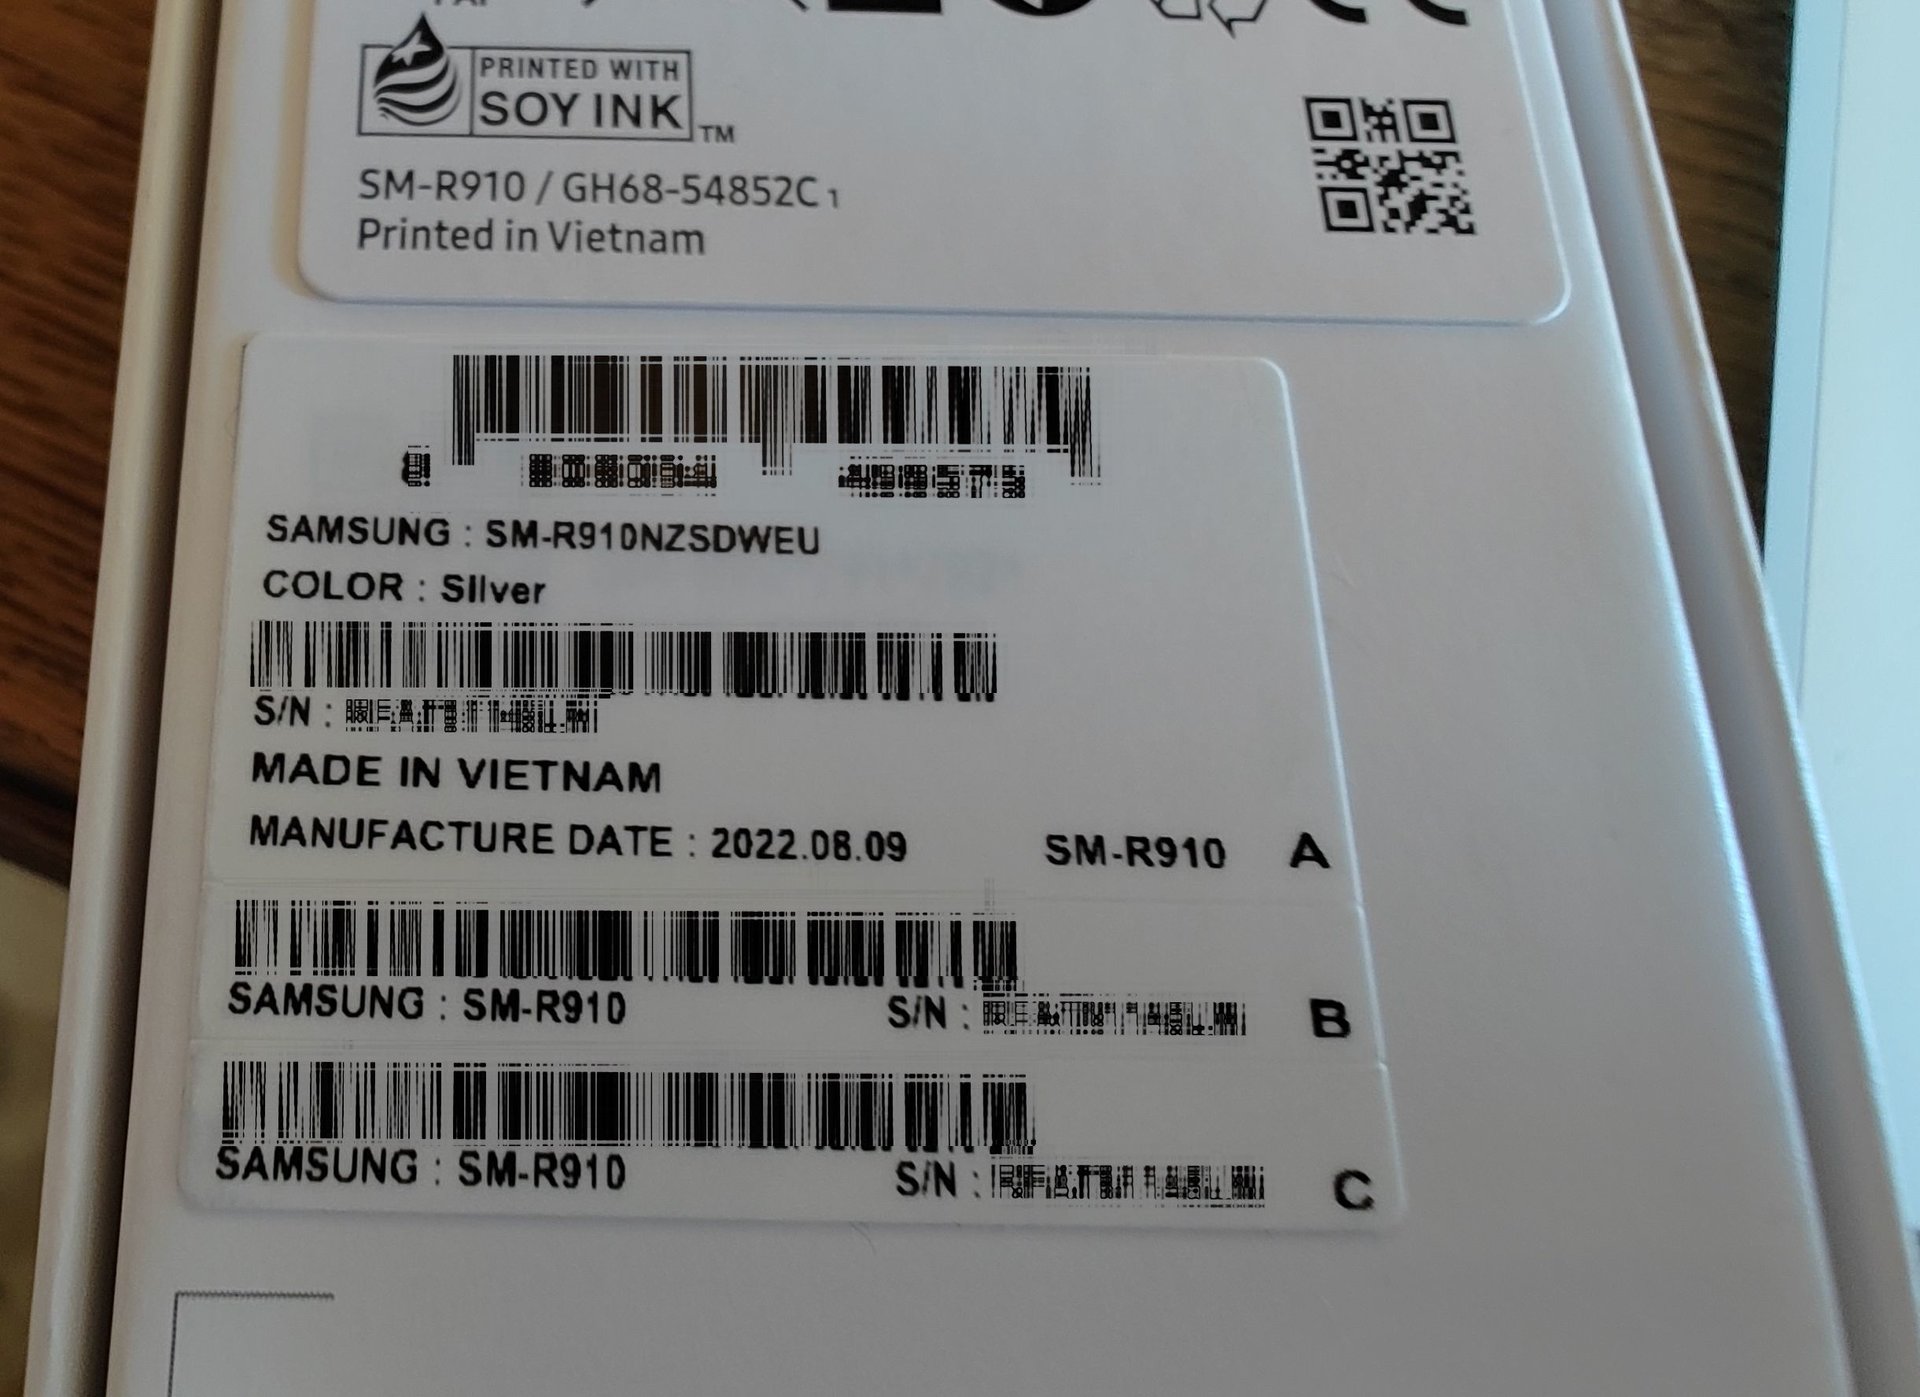 PRINTED WITH
SOY INK ™
SM-R910 / GH68-54852C 1
Printed in Vietnam
SAMSUNG : SM-R910NZSDWEU
COLOR : Silver
S/N :
MADE IN VIETNAM
MANUFACTURE DATE : 2022.08.09 SM-R910 A
SAMSUNG : SM-R910 S/N : B
SAMSUNG : SM-R910 S/N : C